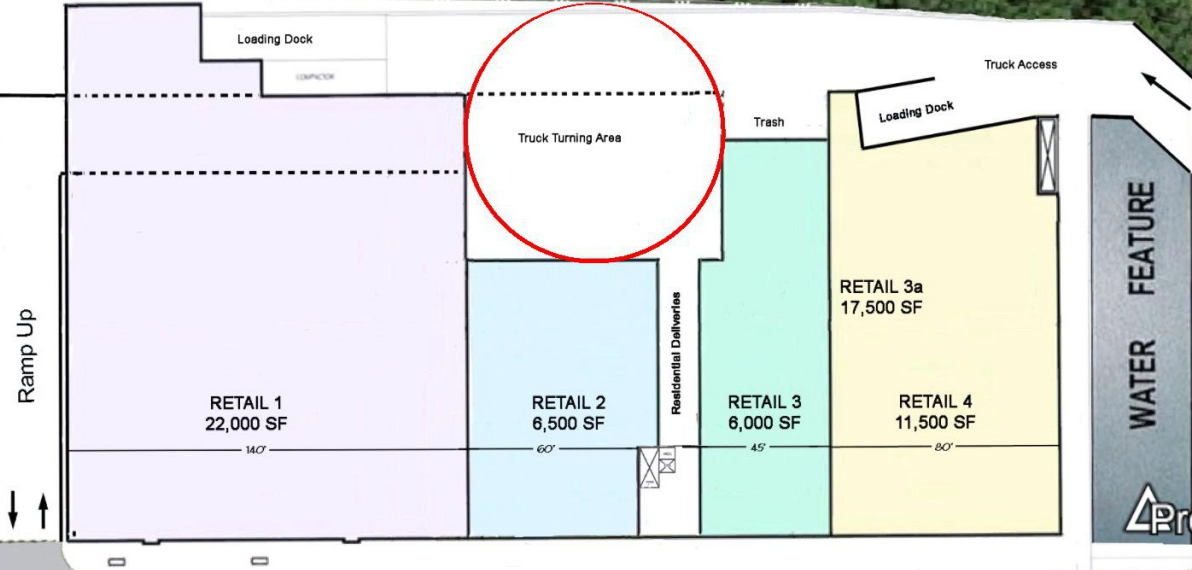 Loading Dock
COMPACTOR
Truck Access
Loading Dock
Trash
Truck Turning Area
WATER FEATURE
RETAIL 3a
17,500 SF
Ramp Up
Residential Deliveries
RETAIL 1
22,000 SF
RETAIL 2
6,500 SF
RETAIL 3
6,000 SF
RETAIL 4
11,500 SF
140'
60'
45'
80'
Pro